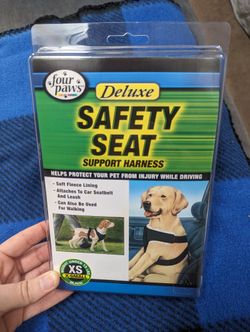 four
paws
Deluxe
SAFETY
SEAT
SUPPORT HARNESS
HELPS PROTECT YOUR PET FROM INJURY WHILE DRIVING
• Soft Fleece Lining
• Attaches To Car Seatbelt
And Leash
• Can Also Be Used
For Walking
XS
X-SMALL